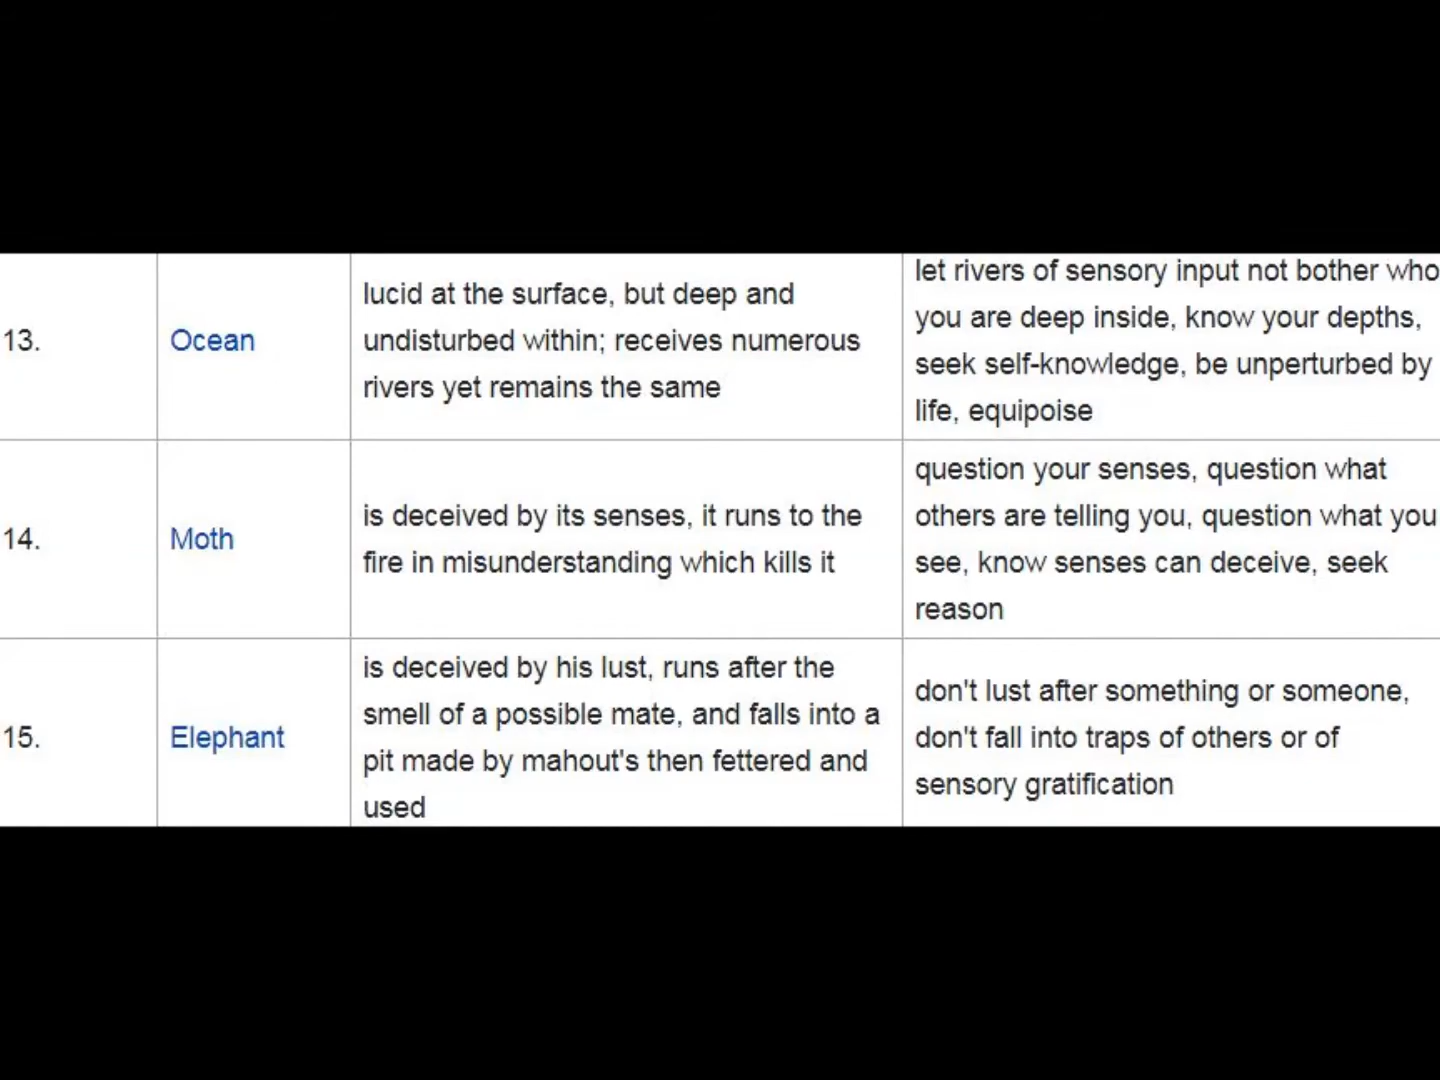 13.
Ocean
lucid at the surface, but deep and
undisturbed within; receives numerous
rivers yet remains the same
let rivers of sensory input not bother who
you are deep inside, know your depths,
seek self-knowledge, be unperturbed by
life, equipoise
14.
Moth
is deceived by its senses, it runs to the
fire in misunderstanding which kills it
question your senses, question what
others are telling you, question what you
see, know senses can deceive, seek
reason
15.
Elephant
is deceived by his lust, runs after the
smell of a possible mate, and falls into a
pit made by mahout's then fettered and
used
don't lust after something or someone,
don't fall into traps of others or of
sensory gratification